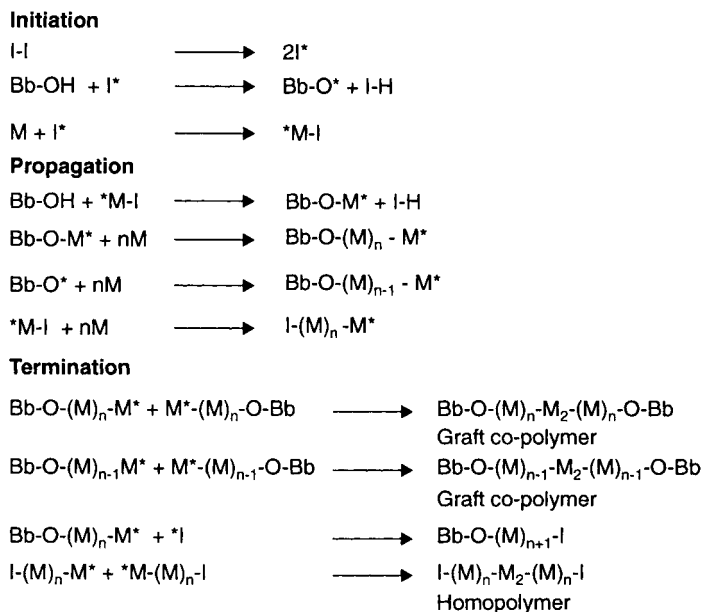 Initiation
I-I ⟶ 2I*
Bb-OH + I* ⟶ Bb-O* + I-H
M + I* ⟶ *M-I
Propagation
Bb-OH + *M-I ⟶ Bb-O-M* + I-H
Bb-O-M* + nM ⟶ Bb-O-(M)n - M*
Bb-O* + nM ⟶ Bb-O-(M)n-1 - M*
*M-I + nM ⟶ I-(M)n -M*
Termination
Bb-O-(M)n-M* + M*-(M)n-O-Bb ⟶ Bb-O-(M)n-M2-(M)n-O-Bb
Graft co-polymer
Bb-O-(M)n-1M* + M*-(M)n-1-O-Bb ⟶ Bb-O-(M)n-1-M2-(M)n-1-O-Bb
Graft co-polymer
Bb-O-(M)n-M* + *I ⟶ Bb-O-(M)n+1-I
I-(M)n-M* + *M-(M)n-I ⟶ I-(M)n-M2-(M)n-I
Homopolymer